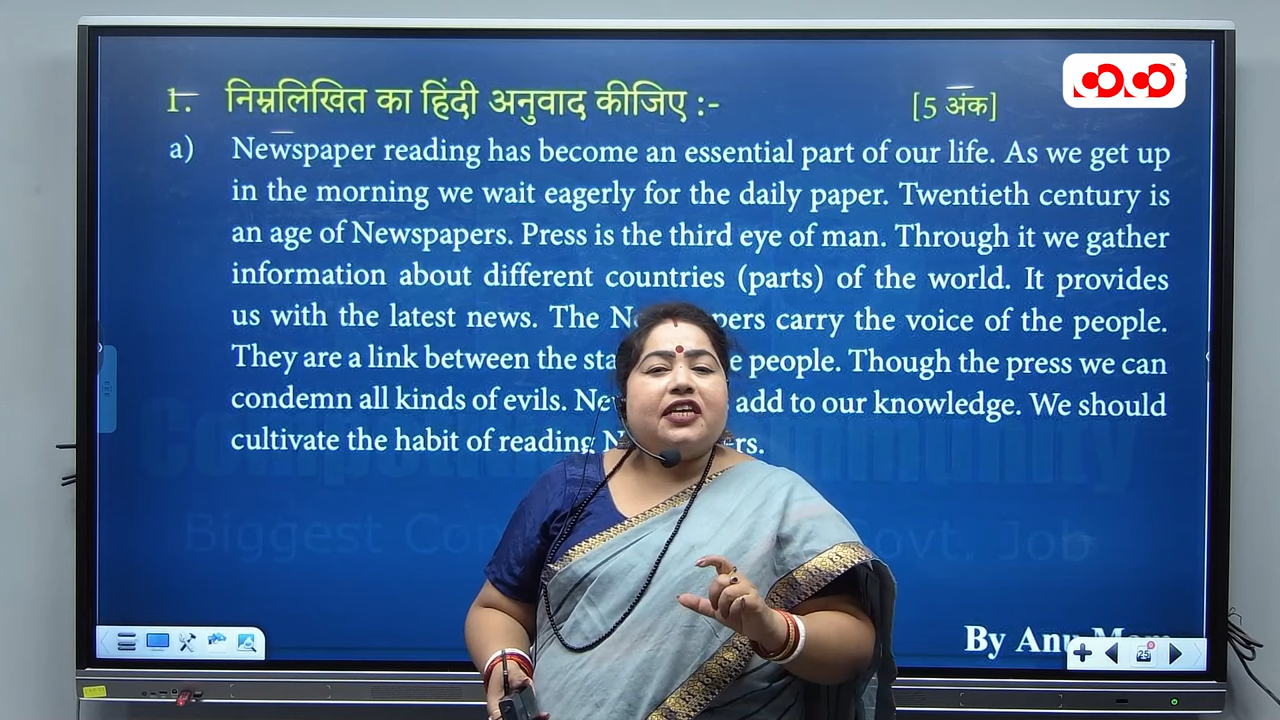 1. निम्नलिखित का हिंदी अनुवाद कीजिए :- [5 अंक]
a) Newspaper reading has become an essential part of our life. As we get up
in the morning we wait eagerly for the daily paper. Twentieth century is
an age of Newspapers. Press is the third eye of man. Through it we gather
information about different countries (parts) of the world. It provides
us with the latest news. The carry the voice of the people.
They are a link between the people. Though the press we can
condemn all kinds of evils. add to our knowledge. We should
cultivate the habit of reading
Community
Biggest Govt. Job
By Anu